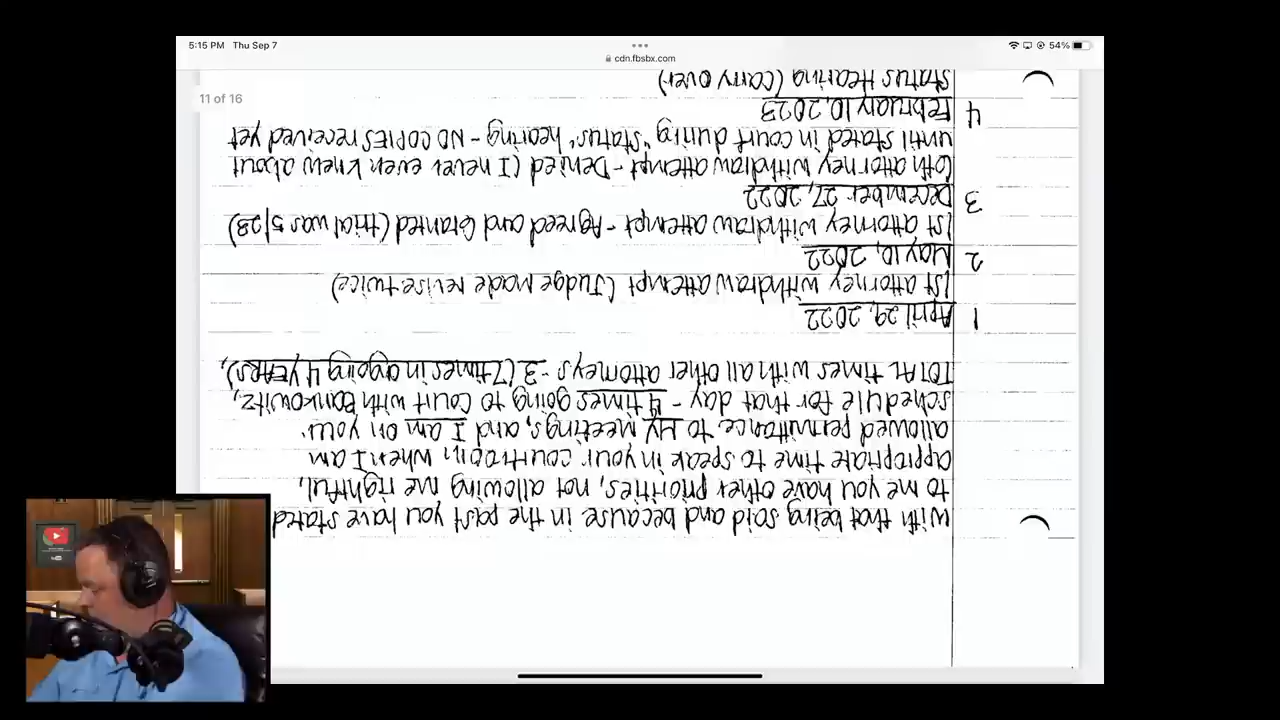 5:15 PM Thu Sep 7
54%
cdn.fbsbx.com
11 of 16
with that being said and because in the past you have stated
to me you have other priorities, not allowing me rightful,
appropriate time to speak in your courtroom, when I am
allowed permittance to my meetings, and I am on your
schedule for that day - 4 times going to court with Bankowitz,
TOTAL times with all other attorneys - 3 (7 times in ongoing 4 YEARS),
1 April 29, 2022
1st attorney withdraw attempt (Judge made revise twice)
2 May 10, 2022
1st attorney withdraw attempt - Agreed and Granted (trial was 5/23)
3 December 27, 2022
6th attorney withdraw attempt - Denied (I never even knew about
until stated in court during "status" hearing - NO COPIES received yet
4 February 10, 2023
Status Hearing (carry over)